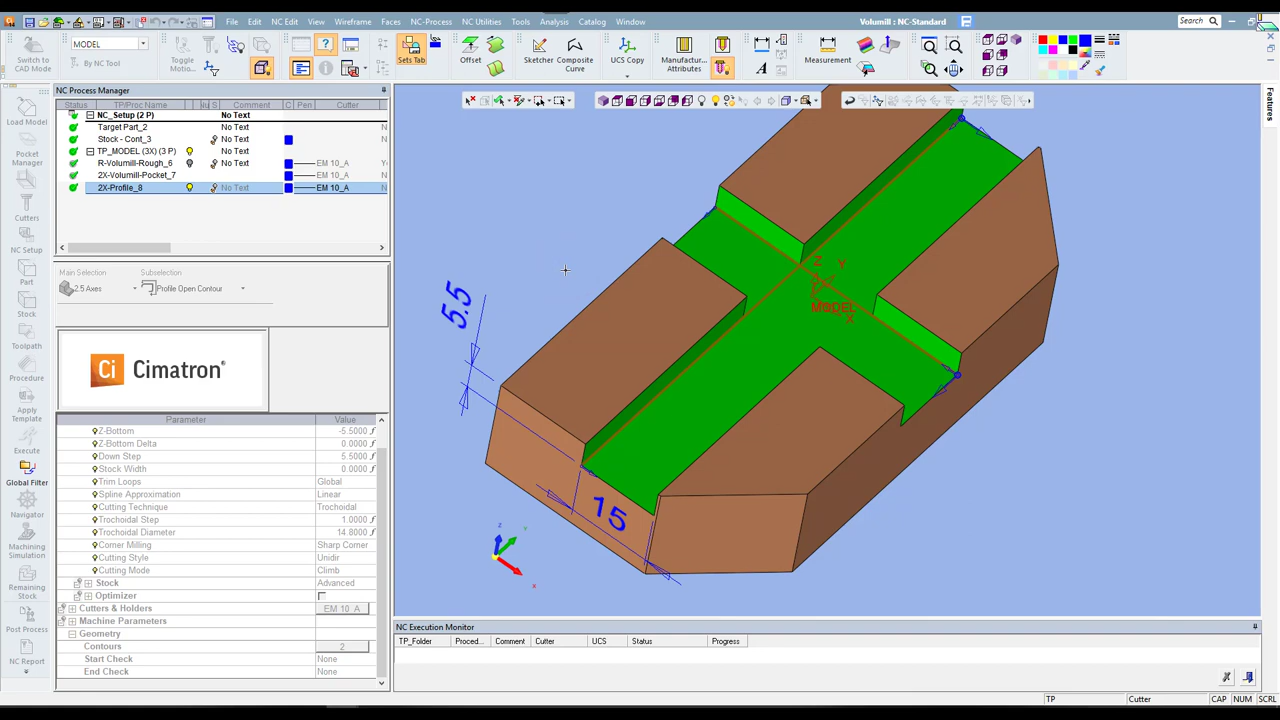 File Edit NC Edit View Wireframe Faces NC-Process NC Utilities Tools Analysis Catalog Window
Volumill : NC-Standard
Search
Switch to CAD Mode
MODEL
By NC Tool
Toggle Motio...
Sets Tab
Offset
Sketcher
Composite Curve
UCS Copy
Manufactur... Attributes
Measurement
Features
NC Process Manager
Status TP/Proc Name S Comment C Pen Cutter
NC_Setup (2 P) No Text
Target Part_2 No Text N
Stock - Cont_3 No Text N
TP_MODEL (3X) (3 P) No Text
R-Volumill-Rough_6 No Text EM 10_A Y
2X-Volumill-Pocket_7 No Text EM 10_A N
2X-Profile_8 No Text EM 10_A N
Load Model
Pocket Manager
Cutters
NC Setup
Part
Stock
Toolpath
Procedure
Apply Template
Execute
Global Filter
Navigator
Machining Simulation
Remaining Stock
Post Process
NC Report
Main Selection
2.5 Axes
Subselection
Profile Open Contour
Ci Cimatron®
Parameter Value
Z-Bottom -5.5000 f
Z-Bottom Delta 0.0000 f
Down Step 5.5000 f
Stock Width 0.0000 f
Trim Loops Global
Spline Approximation Linear
Cutting Technique Trochoidal
Trochoidal Step 1.0000 f
Trochoidal Diameter 14.8000 f
Corner Milling Sharp Corner
Cutting Style Unidir
Cutting Mode Climb
Stock Advanced
Optimizer
Cutters & Holders EM 10_A
Machine Parameters
Geometry
Contours 2
Start Check None
End Check None
5.5
15
Z
Y
MODEL
X
Z
Y
X
NC Execution Monitor
TP_Folder Proced... Comment Cutter UCS Status Progress
TP Cutter CAP NUM SCRL